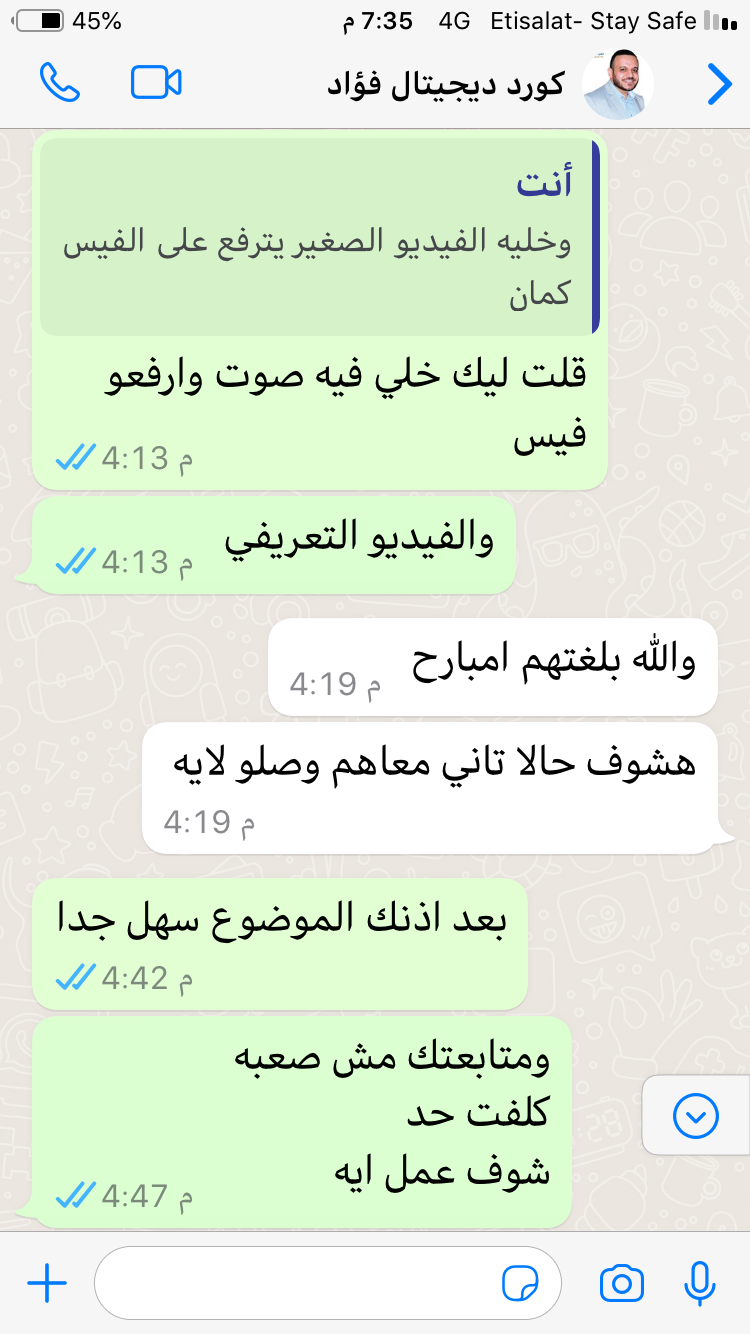 45% م 7:35 4G Etisalat- Stay Safe
كورد ديجيتال فؤاد
أنت
وخليه الفيديو الصغير يترفع على الفيس
كمان
قلت ليك خلي فيه صوت وارفعو
فيس
4:13 م
والفيديو التعريفي
4:13 م
والله بلغتهم امبارح
4:19 م
هشوف حالا تاني معاهم وصلو لايه
4:19 م
بعد اذنك الموضوع سهل جدا
4:42 م
ومتابعتك مش صعبه
كلفت حد
شوف عمل ايه
4:47 م